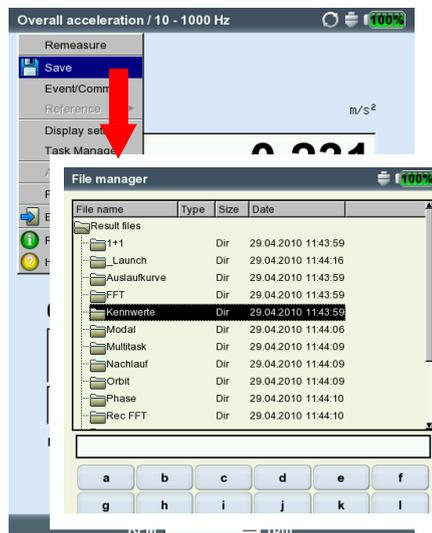 Overall acceleration / 10 - 1000 Hz 100%
Remeasure
Save
Event/Comm
Reference
m/s²
Display set
Task Manage
File manager 100%
File name Type Size Date
Result files
1+1 Dir 29.04.2010 11:43:59
_Launch Dir 29.04.2010 11:44:16
Auslaufkurve Dir 29.04.2010 11:43:59
FFT Dir 29.04.2010 11:43:59
Kennwerte Dir 29.04.2010 11:43:59
Modal Dir 29.04.2010 11:44:06
Multitask Dir 29.04.2010 11:44:09
Nachlauf Dir 29.04.2010 11:44:09
Orbit Dir 29.04.2010 11:44:09
Phase Dir 29.04.2010 11:44:10
Rec FFT Dir 29.04.2010 11:44:10
a b c d e f
g h i j k l